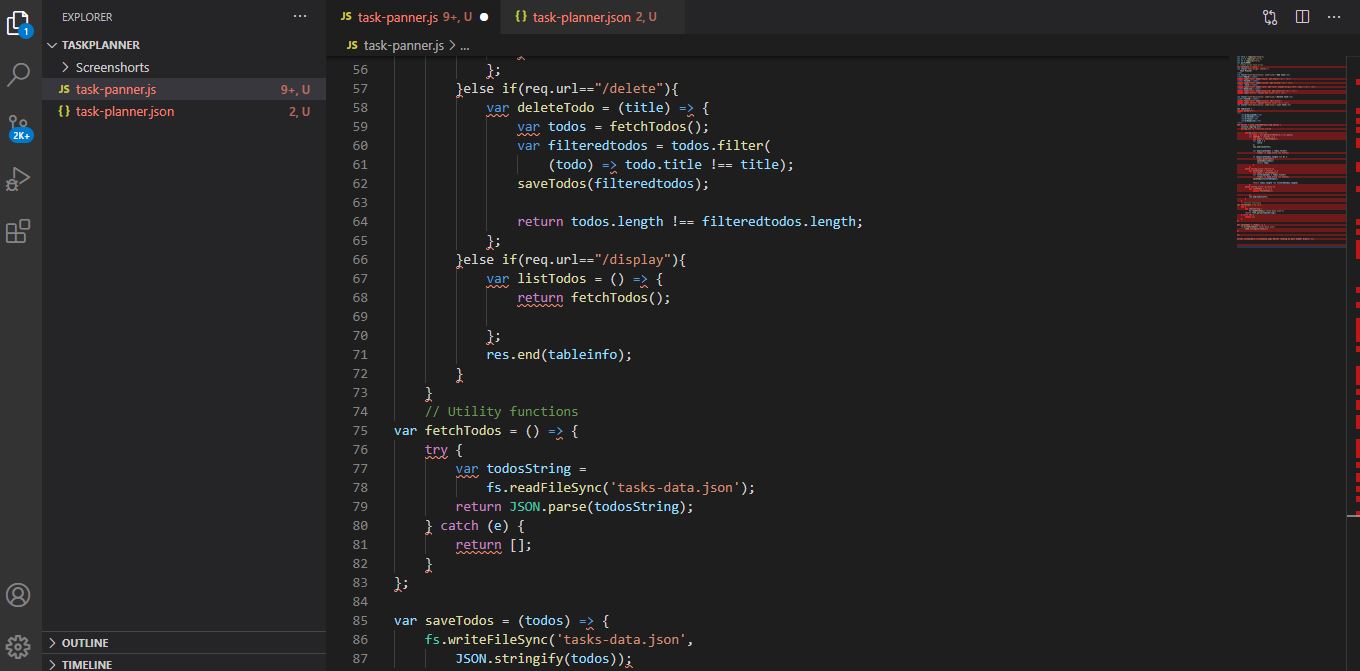 EXPLORER
...
JS task-panner.js 9+, U
{} task-planner.json 2, U
...
1
TASKPLANNER
JS task-panner.js > ...
Screenshorts
JS task-panner.js 9+, U
{} task-planner.json 2, U
2K+
56 };
57 }else if(req.url=="/delete"){
58 var deleteTodo = (title) => {
59 var todos = fetchTodos();
60 var filteredtodos = todos.filter(
61 (todo) => todo.title !== title);
62 saveTodos(filteredtodos);
63
64 return todos.length !== filteredtodos.length;
65 };
66 }else if(req.url=="/display"){
67 var listTodos = () => {
68 return fetchTodos();
69
70 };
71 res.end(tableinfo);
72 }
73 }
74 // Utility functions
75 var fetchTodos = () => {
76 try {
77 var todosString =
78 fs.readFileSync('tasks-data.json');
79 return JSON.parse(todosString);
80 } catch (e) {
81 return [];
82 }
83 };
84
85 var saveTodos = (todos) => {
86 fs.writeFileSync('tasks-data.json',
87 JSON.stringify(todos));
OUTLINE
TIMELINE